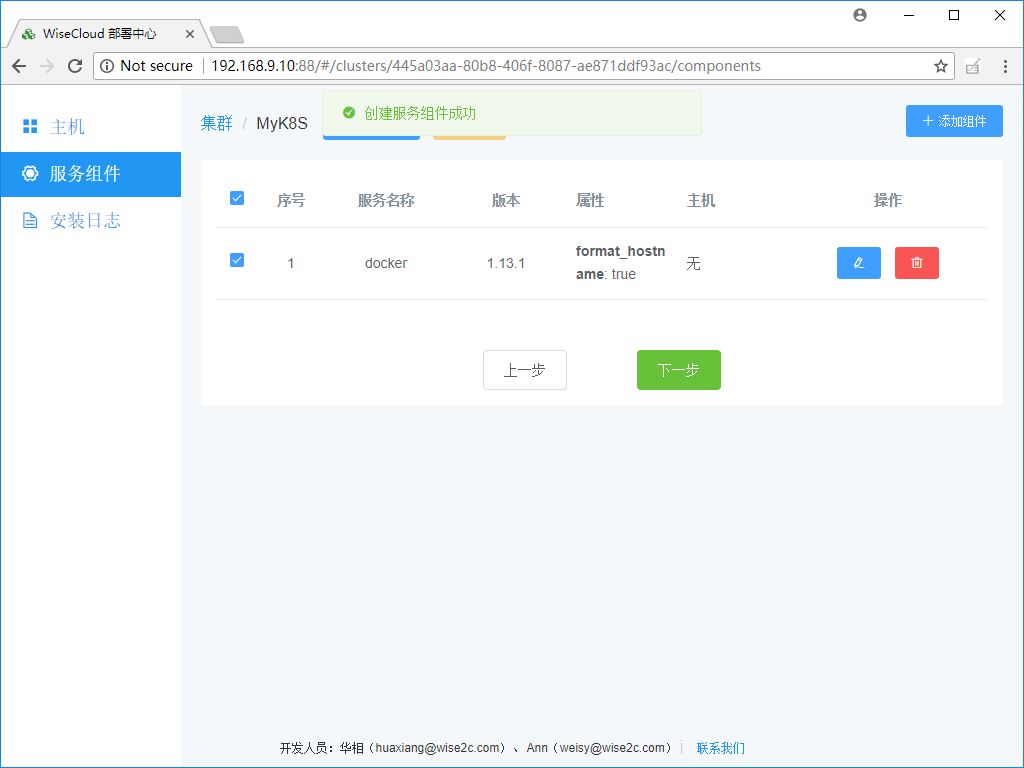 WiseCloud 部署中心
Not secure 192.168.9.10:88/#/clusters/445a03aa-80b8-406f-8087-ae871ddf93ac/components
主机
服务组件
安装日志
集群 / MyK8S
创建服务组件成功
+ 添加组件
序号 服务名称 版本 属性 主机 操作
1 docker 1.13.1 format_hostn
ame: true 无
上一步 下一步
开发人员：华相（huaxiang@wise2c.com）、Ann（weisy@wise2c.com） 联系我们